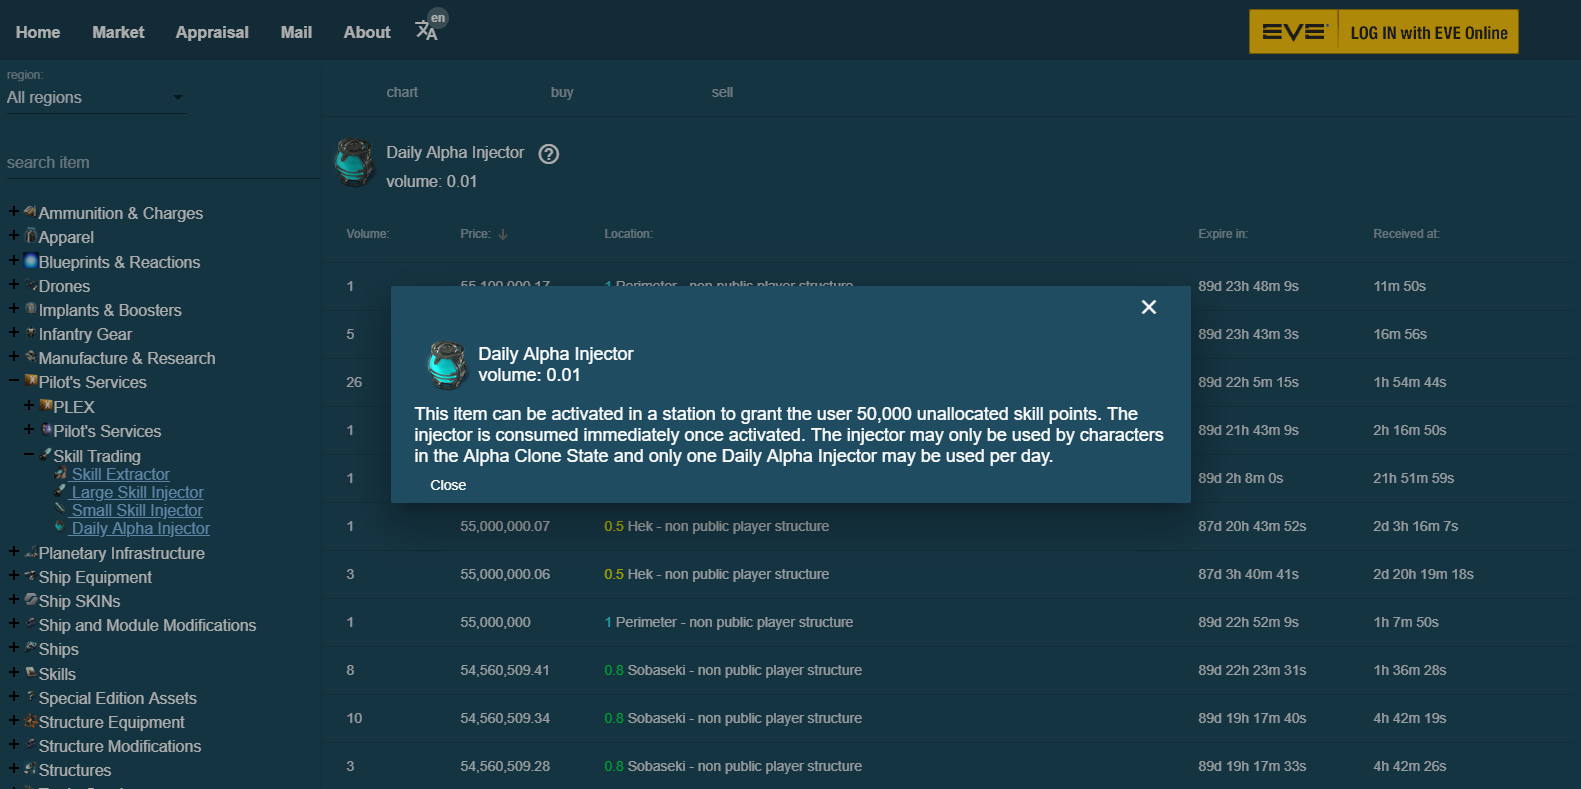 Home Market Appraisal Mail About en
EVE LOG IN with EVE Online
region:
All regions
search item
Ammunition & Charges
Apparel
Blueprints & Reactions
Drones
Implants & Boosters
Infantry Gear
Manufacture & Research
Pilot's Services
PLEX
Pilot's Services
Skill Trading
Skill Extractor
Large Skill Injector
Small Skill Injector
Daily Alpha Injector
Planetary Infrastructure
Ship Equipment
Ship SKINs
Ship and Module Modifications
Ships
Skills
Special Edition Assets
Structure Equipment
Structure Modifications
Structures
chart buy sell
Daily Alpha Injector
volume: 0.01
Volume: Price: Location: Expire in: Received at:
1 55,100,000.17 1 Perimeter - non public player structure 89d 23h 48m 9s 11m 50s
5 89d 23h 43m 3s 16m 56s
26 89d 22h 5m 15s 1h 54m 44s
1 89d 21h 43m 9s 2h 16m 50s
1 89d 2h 8m 0s 21h 51m 59s
1 55,000,000.07 0.5 Hek - non public player structure 87d 20h 43m 52s 2d 3h 16m 7s
3 55,000,000.06 0.5 Hek - non public player structure 87d 3h 40m 41s 2d 20h 19m 18s
1 55,000,000 1 Perimeter - non public player structure 89d 22h 52m 9s 1h 7m 50s
8 54,560,509.41 0.8 Sobaseki - non public player structure 89d 22h 23m 31s 1h 36m 28s
10 54,560,509.34 0.8 Sobaseki - non public player structure 89d 19h 17m 40s 4h 42m 19s
3 54,560,509.28 0.8 Sobaseki - non public player structure 89d 19h 17m 33s 4h 42m 26s
Daily Alpha Injector
volume: 0.01
This item can be activated in a station to grant the user 50,000 unallocated skill points. The
injector is consumed immediately once activated. The injector may only be used by characters
in the Alpha Clone State and only one Daily Alpha Injector may be used per day.
Close